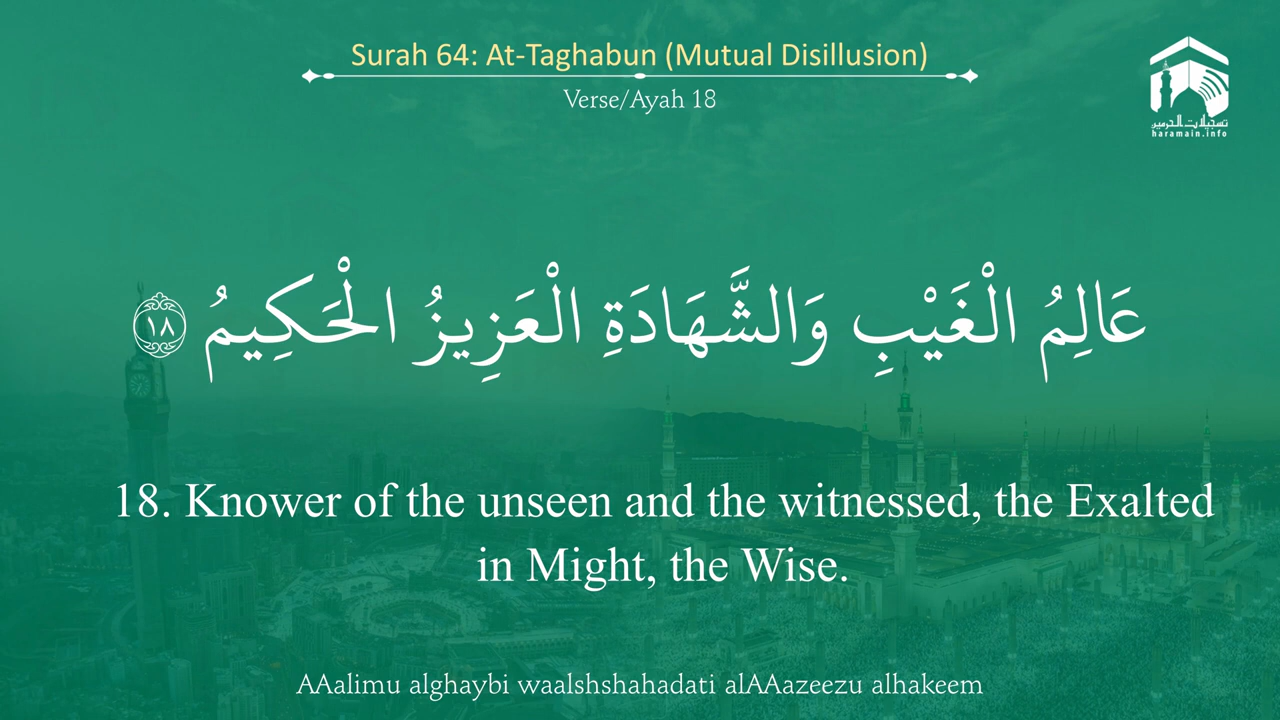 Surah 64: At-Taghabun (Mutual Disillusion)
Verse/Ayah 18
تسجيلات الحرمين
haramain.info
عَالِمُ الْغَيْبِ وَالشَّهَادَةِ الْعَزِيزُ الْحَكِيمُ ١٨
18. Knower of the unseen and the witnessed, the Exalted
in Might, the Wise.
AAalimu alghaybi waalshshahadati alAAazeezu alhakeem